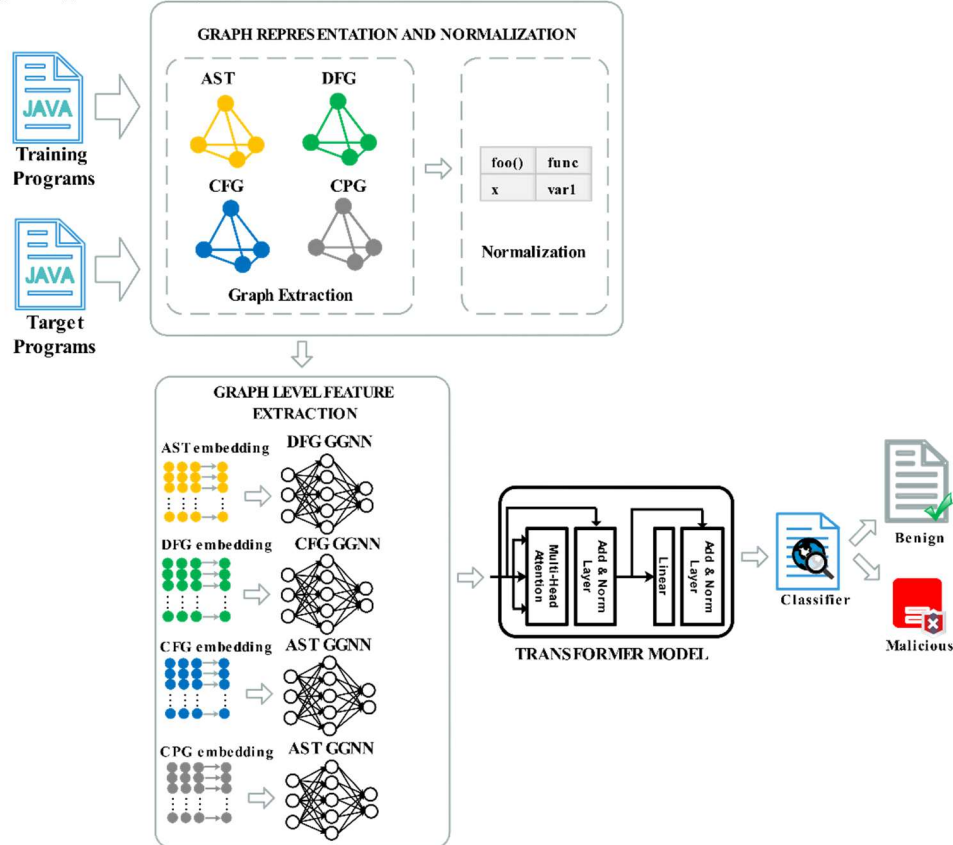 GRAPH REPRESENTATION AND NORMALIZATION
AST
DFG
CFG
CPG
Graph Extraction
foo() func
x var1
Normalization
JAVA
Training
Programs
JAVA
Target
Programs
GRAPH LEVEL FEATURE
EXTRACTION
AST embedding
DFG GGNN
DFG embedding
CFG GGNN
CFG embedding
AST GGNN
CPG embedding
AST GGNN
Multi-Head
Attention
Add & Norm
Layer
Linear
Add & Norm
Layer
TRANSFORMER MODEL
Classifier
Benign
Malicious